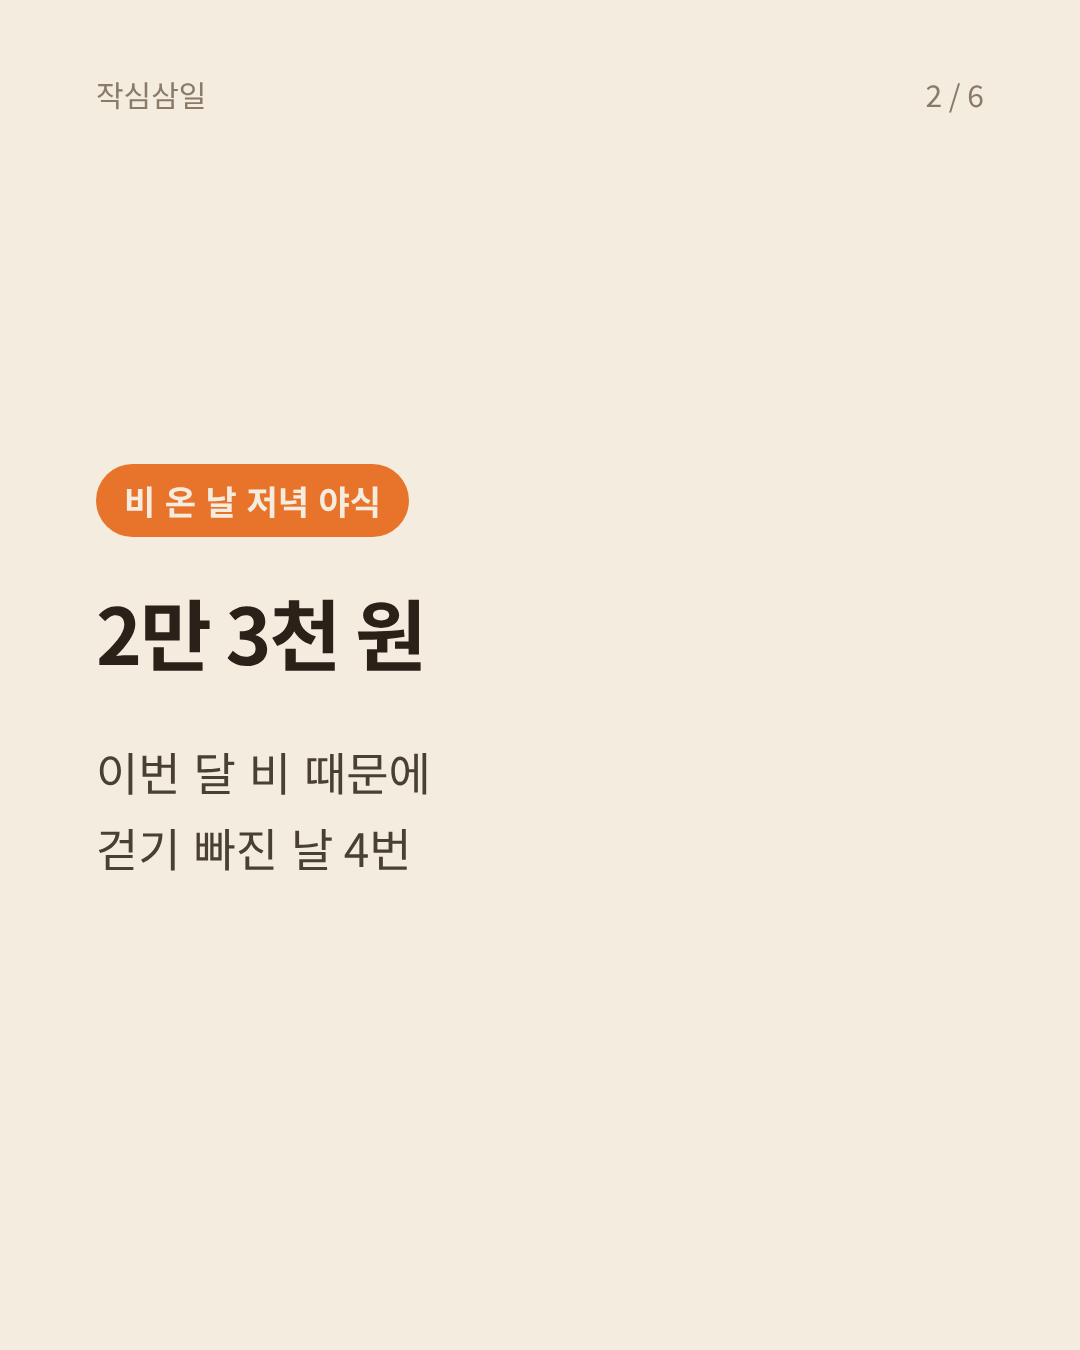 작심삼일
2 / 6
비 온 날 저녁 야식
2만 3천 원
이번 달 비 때문에
걷기 빠진 날 4번